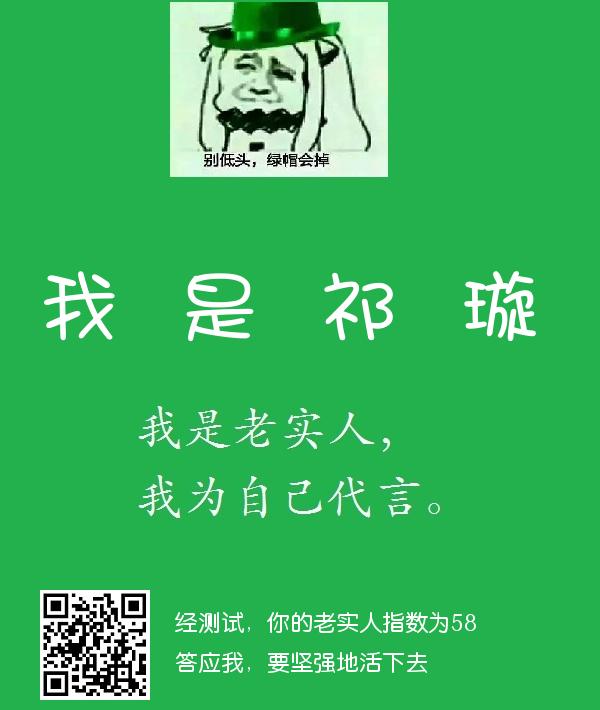 别低头，绿帽会掉
我是祁璇
我是老实人，
我为自己代言。
经测试，你的老实人指数为58
答应我，要坚强地活下去